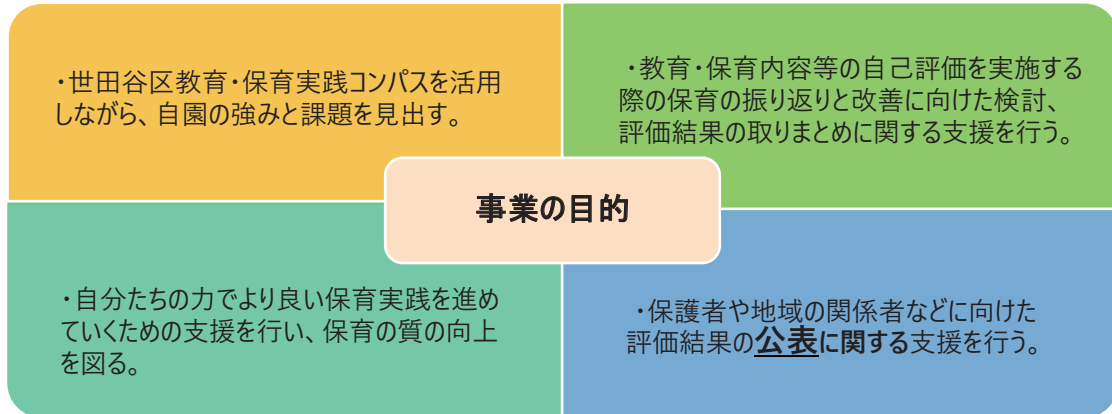 ・世田谷区教育・保育実践コンパスを活用
しながら、自園の強みと課題を見出す。
・教育・保育内容等の自己評価を実施する
際の保育の振り返りと改善に向けた検討、
評価結果の取りまとめに関する支援を行う。
事業の目的
・自分たちの力でより良い保育実践を進め
ていくための支援を行い、保育の質の向上
を図る。
・保護者や地域の関係者などに向けた
評価結果の公表に関する支援を行う。